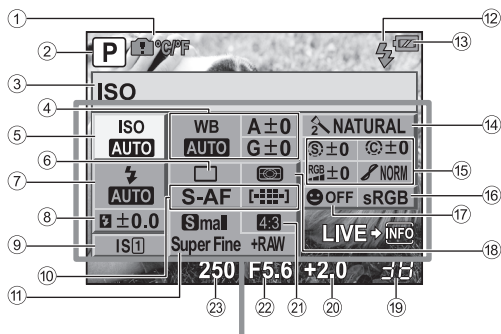 ① ② ③ ④ ⑤ ⑥ ⑦ ⑧ ⑨ ⑩ ⑪ ⑫ ⑬ ⑭ ⑮ ⑯ ⑰ ⑱ ⑲ ⑳ ㉑ ㉒ ㉓
P °C/°F
ISO
ISO AUTO
WB AUTO
A±0
G±0
2 NATURAL
S±0 C±0
RGB±0 NORM
AUTO
S-AF
OFF sRGB
±0.0
Small 4:3
LIVE INFO
IS1
Super Fine +RAW
250 F5.6 +2.0 38